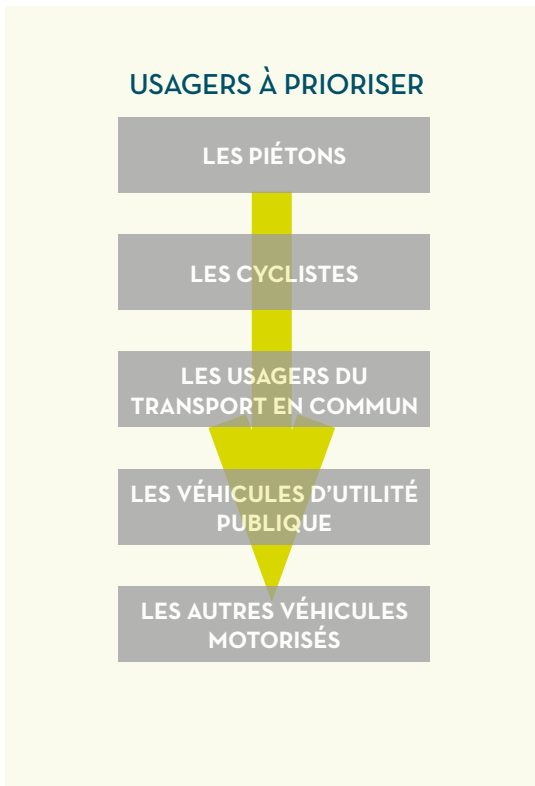 USAGERS À PRIORISER
LES PIÉTONS
LES CYCLISTES
LES USAGERS DU
TRANSPORT EN COMMUN
LES VÉHICULES D'UTILITÉ
PUBLIQUE
LES AUTRES VÉHICULES
MOTORISÉS